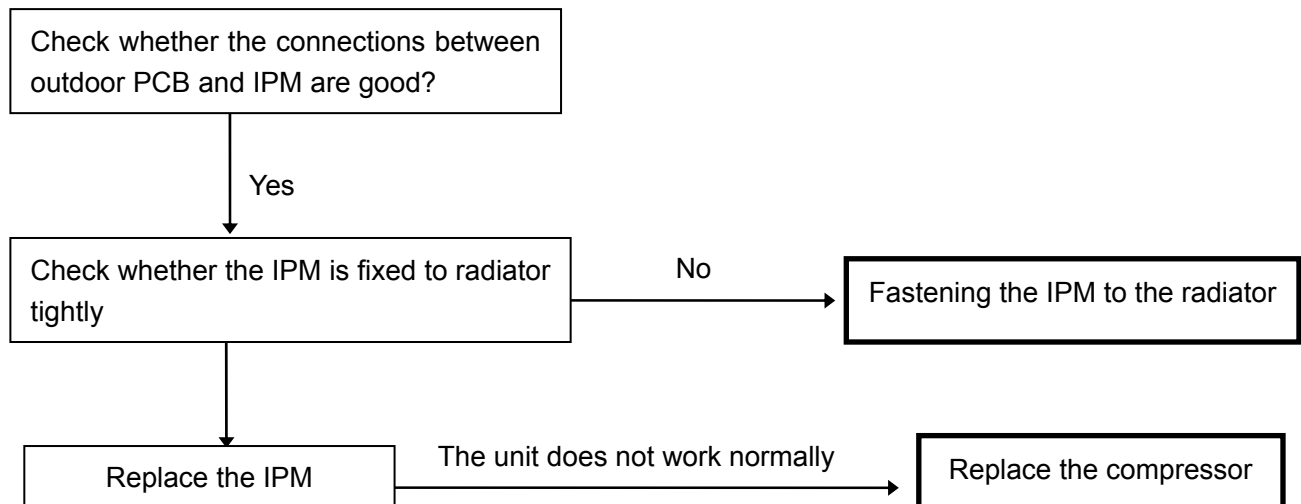 Check whether the connections between
outdoor PCB and IPM are good?
Yes
Check whether the IPM is fixed to radiator
tightly
No
Fastening the IPM to the radiator
Replace the IPM
The unit does not work normally
Replace the compressor